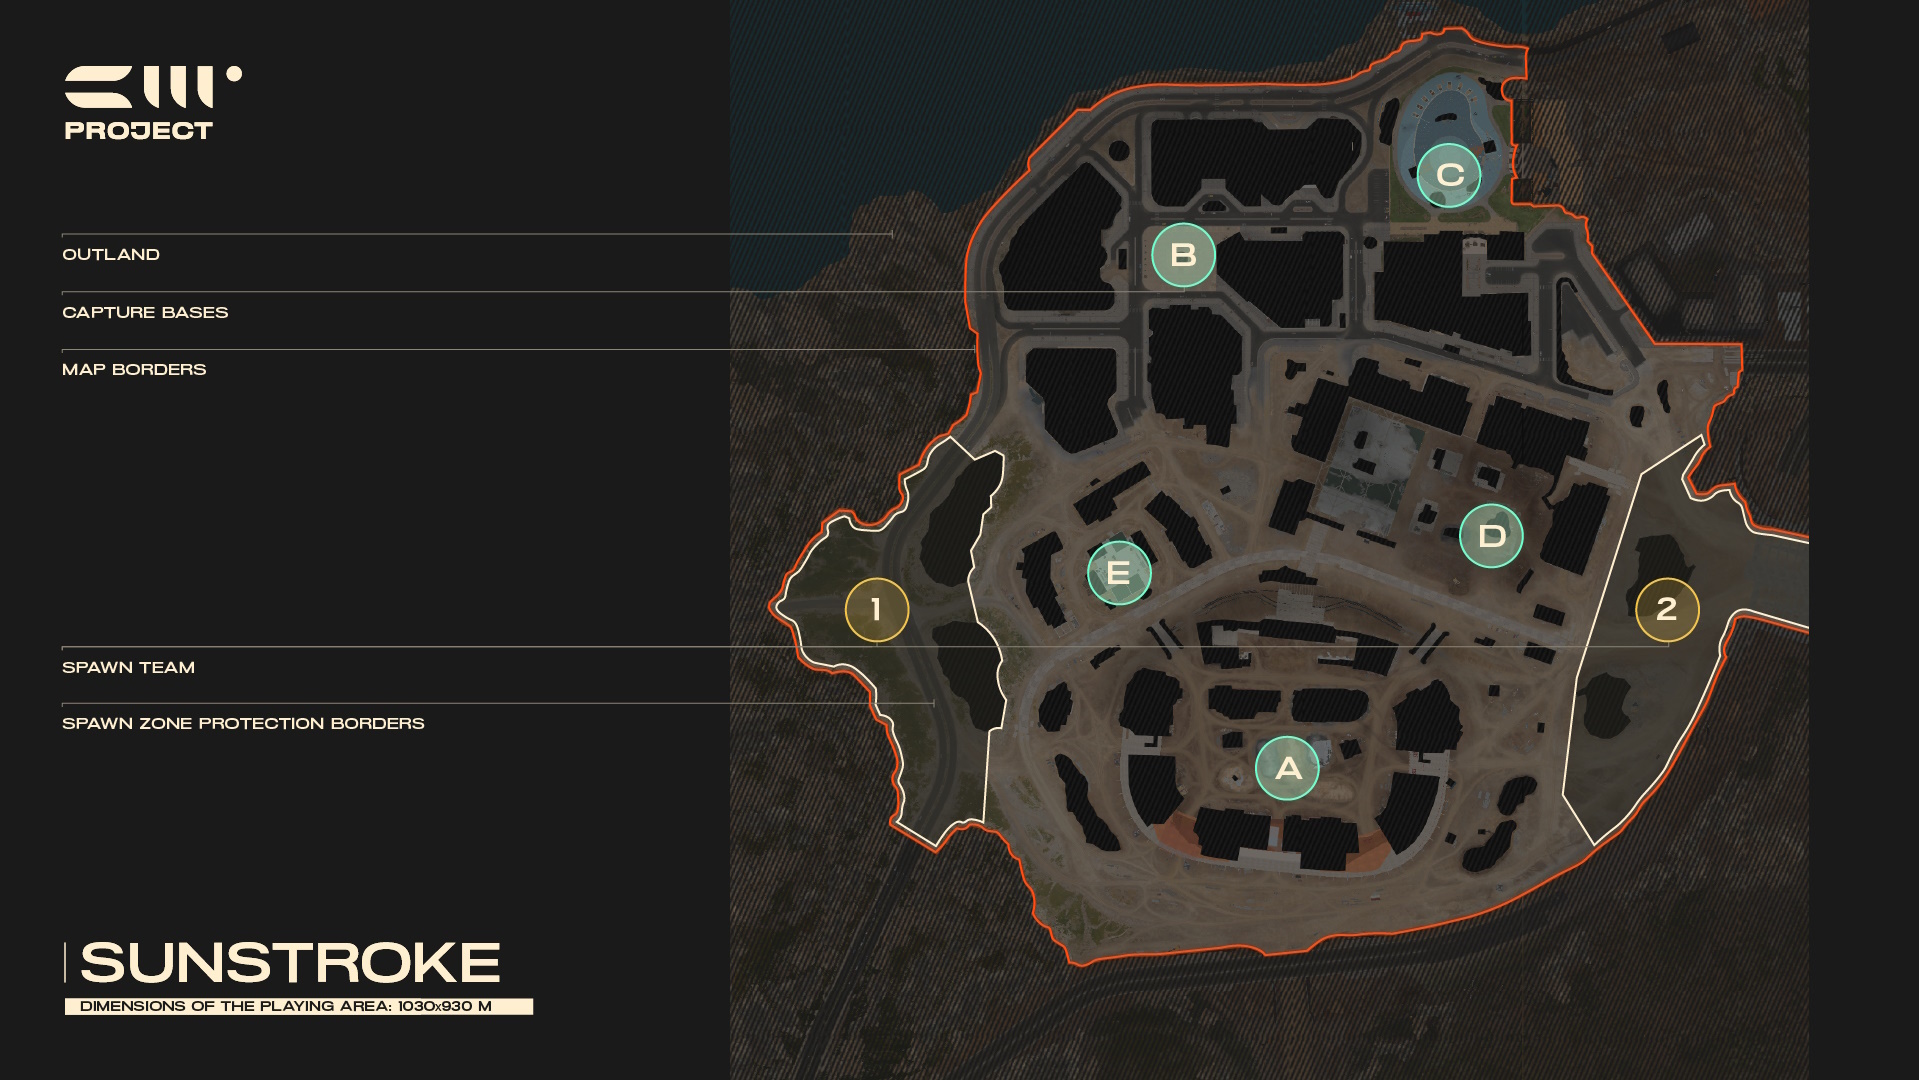 PROJECT
OUTLAND
CAPTURE BASES
MAP BORDERS
SPAWN TEAM
SPAWN ZONE PROTECTION BORDERS
SUNSTROKE
DIMENSIONS OF THE PLAYING AREA: 1030x930 M
C
B
D
E
1
2
A